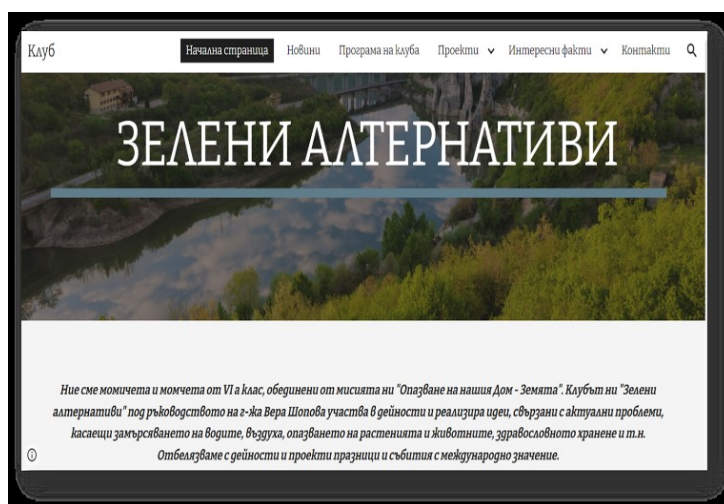 Клуб
Начална страница Новини Програма на клуба Проекти Интересни факти Контакти
ЗЕЛЕНИ АЛТЕРНАТИВИ
Ние сме момичета и момчета от VI а клас, обединени от мисията ни "Опазване на нашия Дом - Земята". Клубът ни "Зелени
алтернативи" под ръководството на г-жа Вера Шопова участва в дейности и реализира идеи, свързани с актуални проблеми,
касаещи замърсяването на водите, въздуха, опазването на растенията и животните, здравословното хранене и т.н.
Отбелязваме с дейности и проекти празници и събития с международно значение.